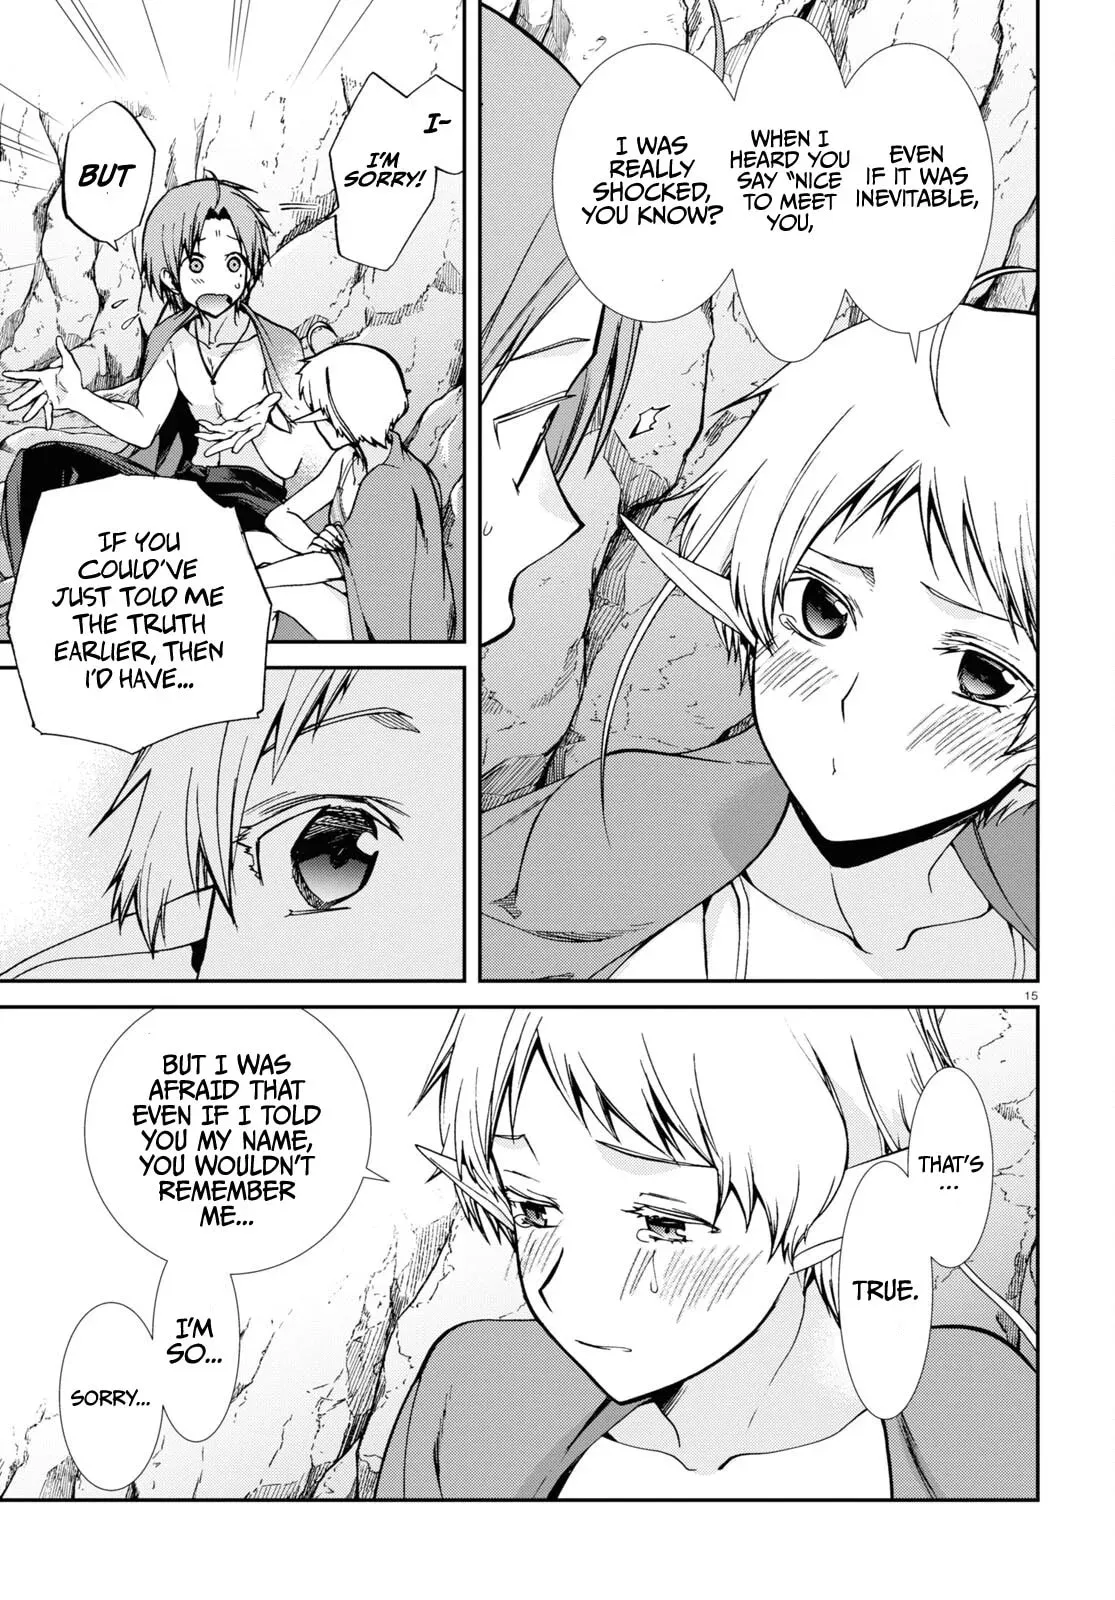 EVEN
IF IT WAS
INEVITABLE,
WHEN I
HEARD YOU
SAY "NICE
TO MEET
YOU,
I WAS
REALLY
SHOCKED,
YOU KNOW?
I-
I'M
SORRY!
BUT
IF YOU
COULD'VE
JUST TOLD ME
THE TRUTH
EARLIER, THEN
I'D HAVE...
15
THAT'S
...
TRUE.
BUT I WAS
AFRAID THAT
EVEN IF I TOLD
YOU MY NAME,
YOU WOULDN'T
REMEMBER
ME...
I'M
SO...
SORRY...